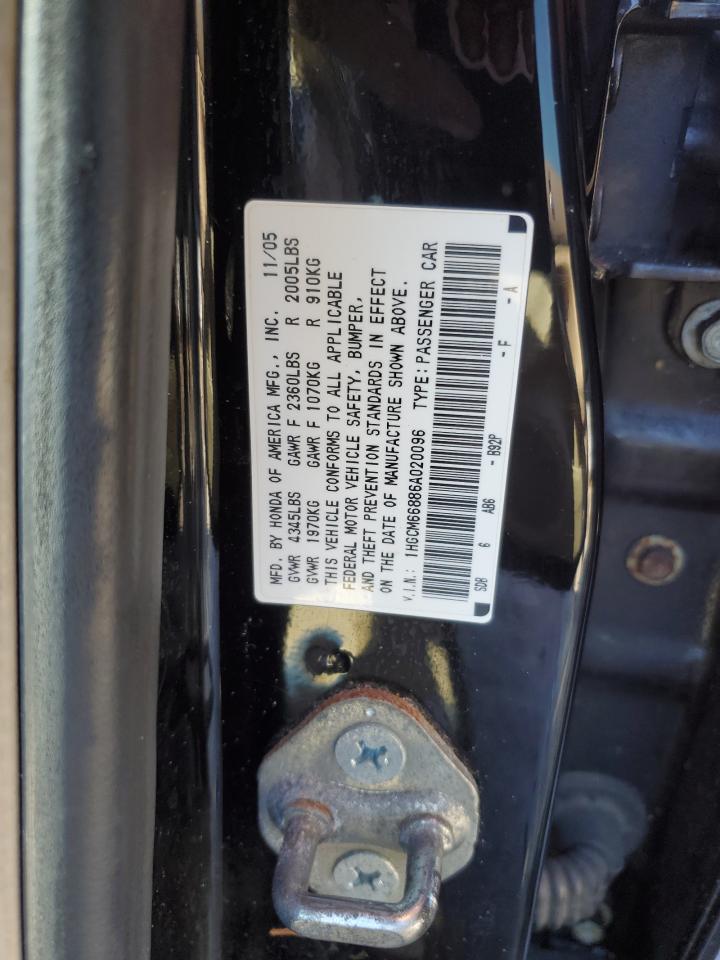 MFD. BY HONDA OF AMERICA MFG., INC. 11/05
GVWR 4345LBS GAWR F 2360LBS R 2005LBS
GVWR 1970KG GAWR F 1070KG R 910KG
THIS VEHICLE CONFORMS TO ALL APPLICABLE
FEDERAL MOTOR VEHICLE SAFETY, BUMPER,
AND THEFT PREVENTION STANDARDS IN EFFECT
ON THE DATE OF MANUFACTURE SHOWN ABOVE.
V.I.N.: 1HGCM66886A020096 TYPE: PASSENGER CAR
SDB 6 AB6 - B92P - F - A